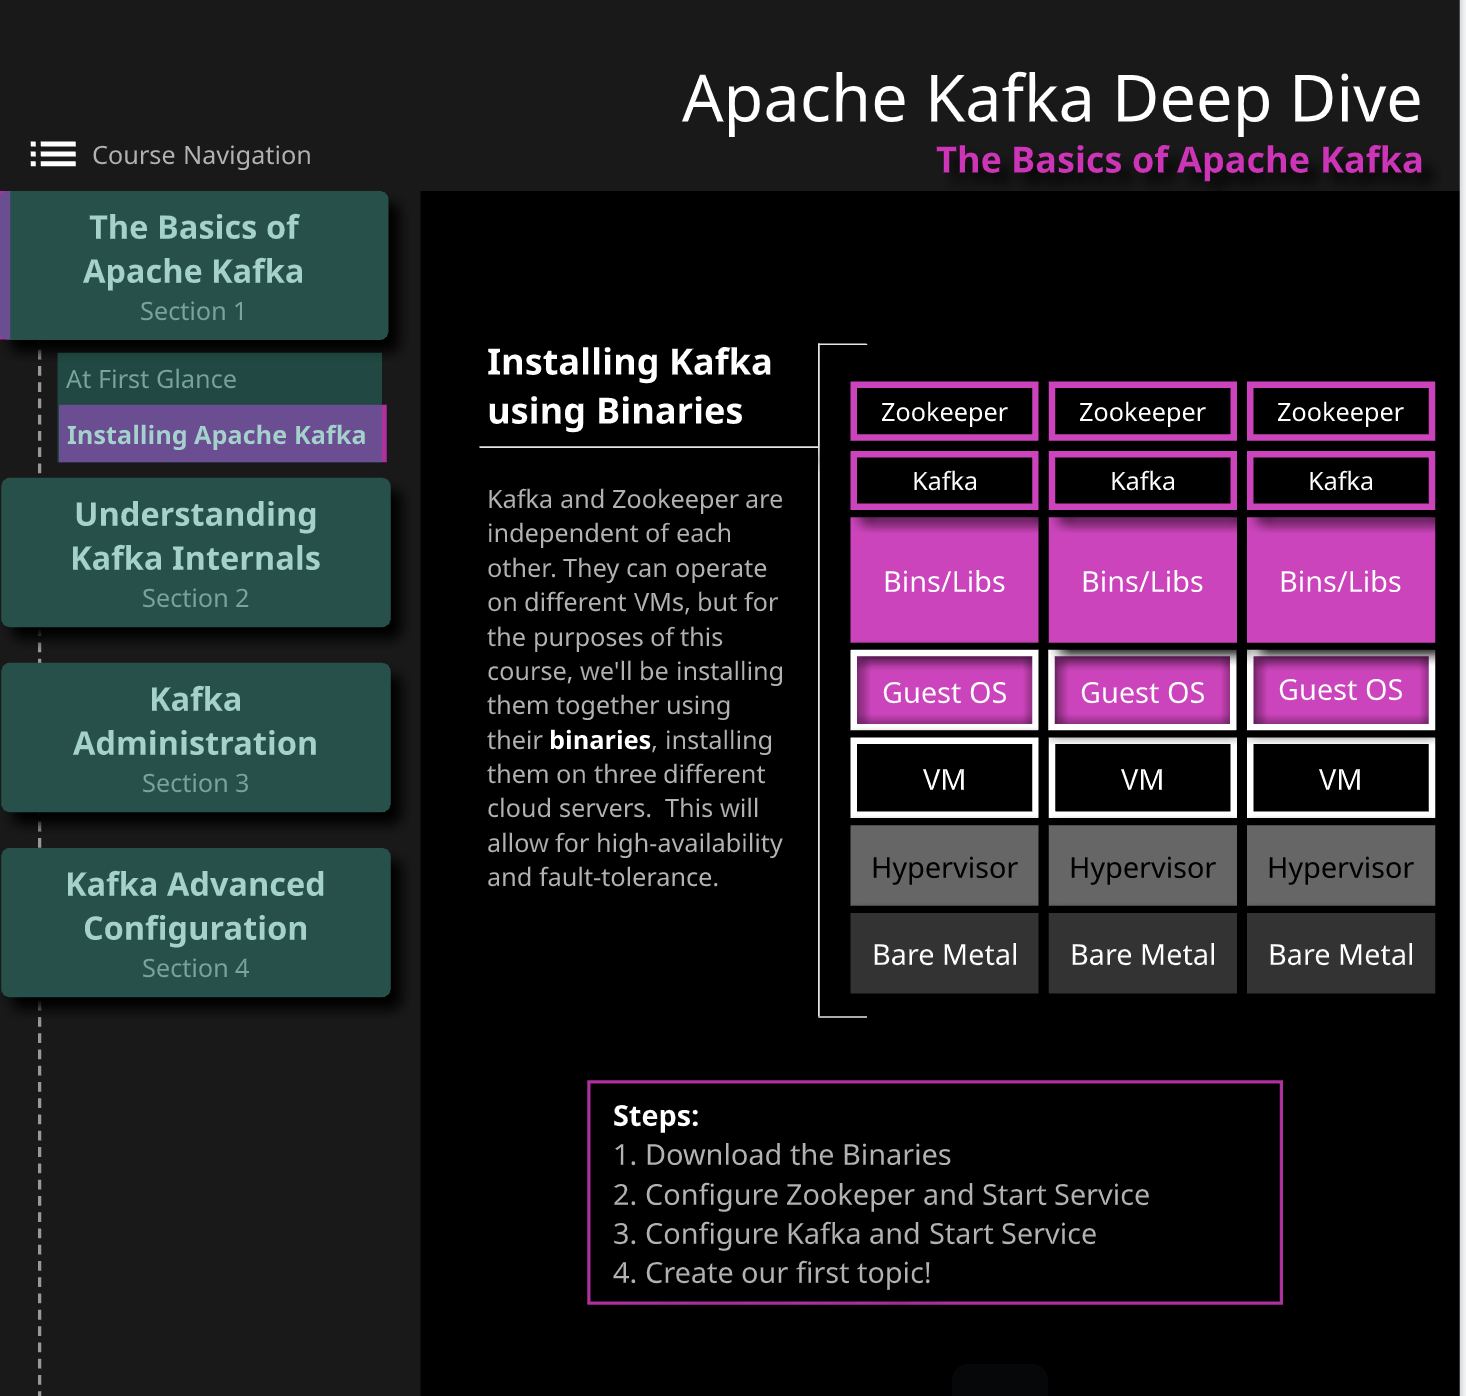 Apache Kafka Deep Dive
The Basics of Apache Kafka
Course Navigation
The Basics of
Apache Kafka
Section 1
At First Glance
Installing Apache Kafka
Understanding
Kafka Internals
Section 2
Kafka
Administration
Section 3
Kafka Advanced
Configuration
Section 4
Installing Kafka
using Binaries
Kafka and Zookeeper are
independent of each
other. They can operate
on different VMs, but for
the purposes of this
course, we'll be installing
them together using
their binaries, installing
them on three different
cloud servers.  This will
allow for high-availability
and fault-tolerance.
Zookeeper Zookeeper Zookeeper
Kafka Kafka Kafka
Bins/Libs Bins/Libs Bins/Libs
Guest OS Guest OS Guest OS
VM VM VM
Hypervisor Hypervisor Hypervisor
Bare Metal Bare Metal Bare Metal
Steps:
1. Download the Binaries
2. Configure Zookeper and Start Service
3. Configure Kafka and Start Service
4. Create our first topic!